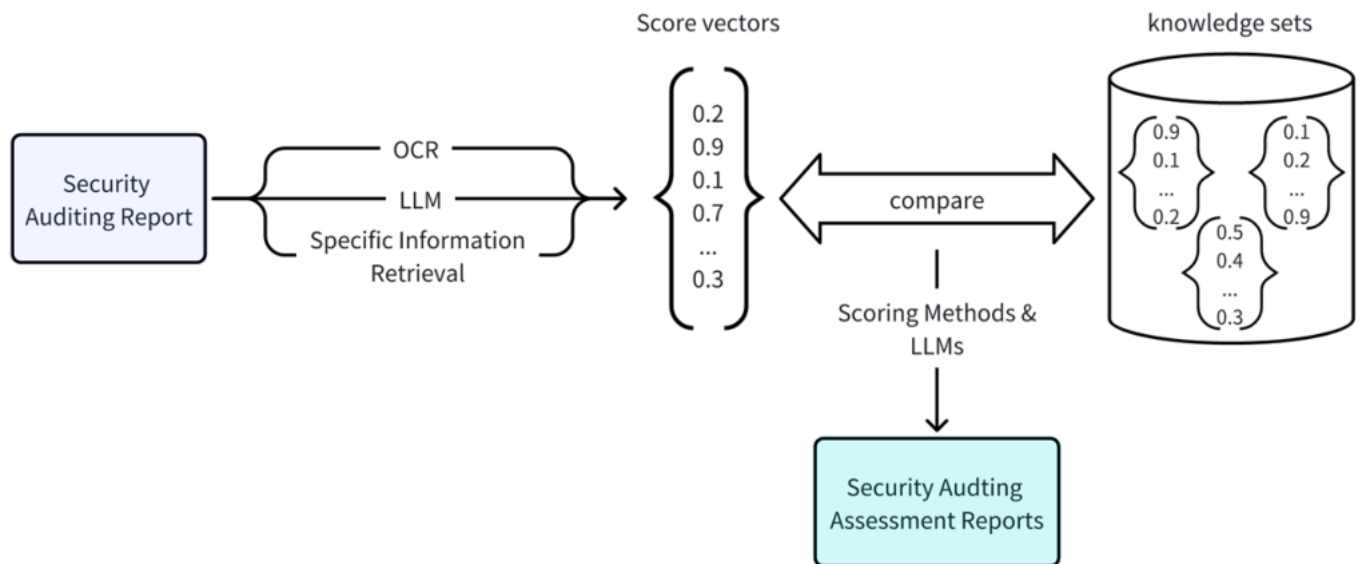 Score vectors
knowledge sets
Security
Auditing Report
OCR
LLM
Specific Information
Retrieval
0.2
0.9
0.1
0.7
...
0.3
compare
0.9
0.1
...
0.2
0.1
0.2
...
0.9
0.5
0.4
...
0.3
Scoring Methods &
LLMs
Security Audting
Assessment Reports